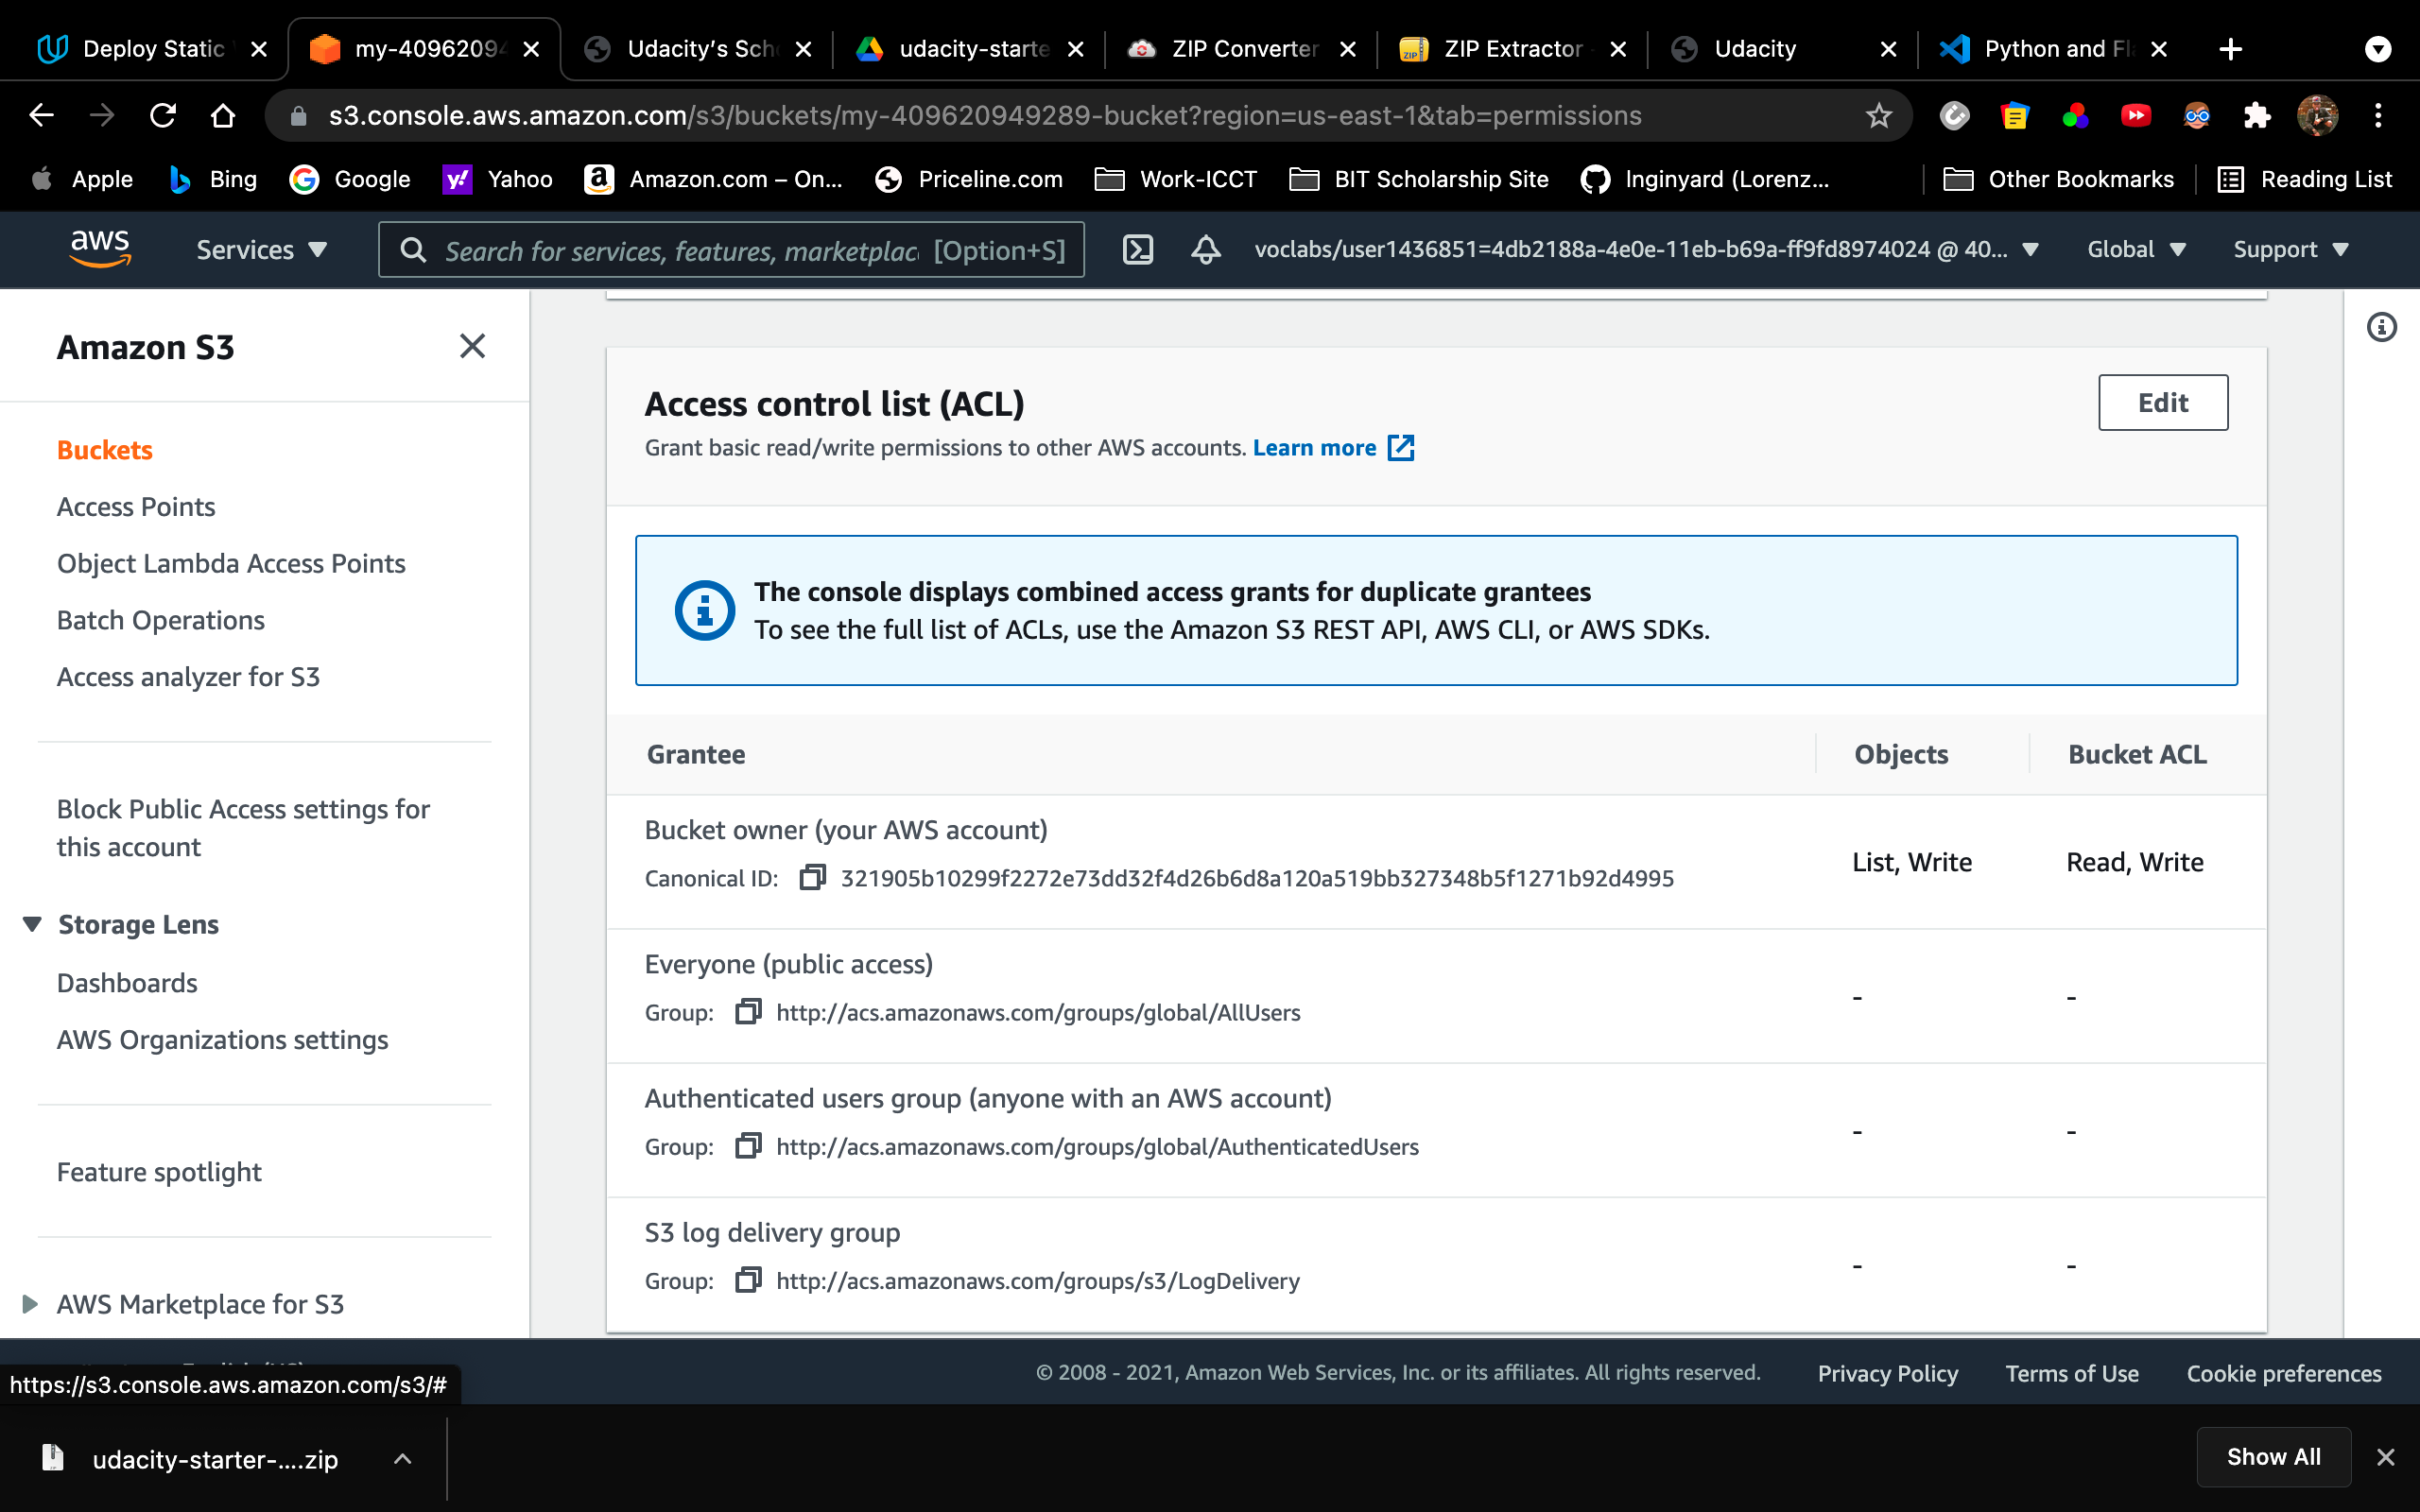 Deploy Static
my-40962094
Udacity's Sch
udacity-starte
ZIP Converter
ZIP Extractor
Udacity
Python and Fl
s3.console.aws.amazon.com/s3/buckets/my-409620949289-bucket?region=us-east-1&tab=permissions
Apple
Bing
Google
Yahoo
Amazon.com – On...
Priceline.com
Work-ICCT
BIT Scholarship Site
Inginyard (Lorenz...
Other Bookmarks
Reading List
aws
Services
Search for services, features, marketplac
[Option+S]
voclabs/user1436851=4db2188a-4e0e-11eb-b69a-ff9fd8974024 @ 40...
Global
Support
Amazon S3
Buckets
Access Points
Object Lambda Access Points
Batch Operations
Access analyzer for S3
Block Public Access settings for
this account
Storage Lens
Dashboards
AWS Organizations settings
Feature spotlight
AWS Marketplace for S3
Access control list (ACL)
Grant basic read/write permissions to other AWS accounts. Learn more
Edit
The console displays combined access grants for duplicate grantees
To see the full list of ACLs, use the Amazon S3 REST API, AWS CLI, or AWS SDKs.
Grantee
Objects
Bucket ACL
Bucket owner (your AWS account)
Canonical ID: 321905b10299f2272e73dd32f4d26b6d8a120a519bb327348b5f1271b92d4995
List, Write
Read, Write
Everyone (public access)
Group: http://acs.amazonaws.com/groups/global/AllUsers
-
-
Authenticated users group (anyone with an AWS account)
Group: http://acs.amazonaws.com/groups/global/AuthenticatedUsers
-
-
S3 log delivery group
Group: http://acs.amazonaws.com/groups/s3/LogDelivery
-
-
https://s3.console.aws.amazon.com/s3/#
© 2008 - 2021, Amazon Web Services, Inc. or its affiliates. All rights reserved.
Privacy Policy
Terms of Use
Cookie preferences
udacity-starter-....zip
Show All